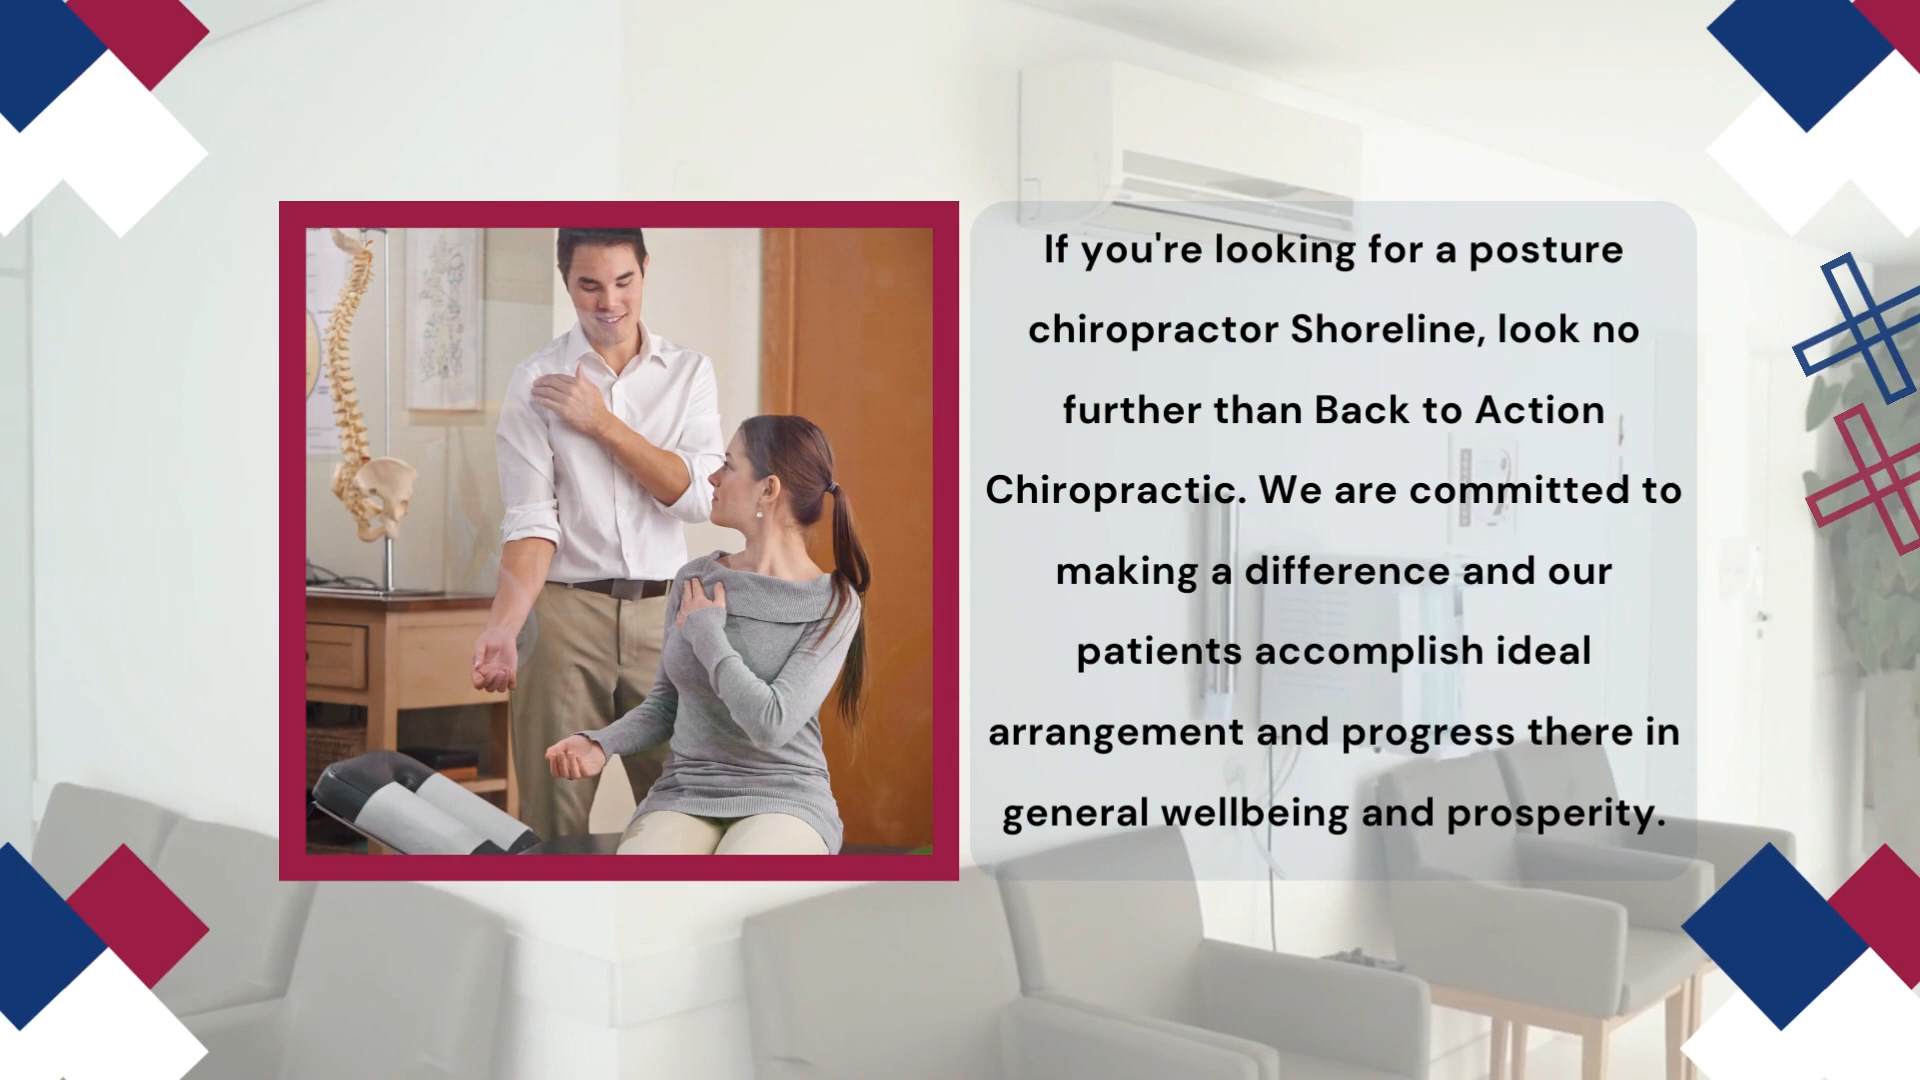 If you're looking for a posture
chiropractor Shoreline, look no
further than Back to Action
Chiropractic. We are committed to
making a difference and our
patients accomplish ideal
arrangement and progress there in
general wellbeing and prosperity.